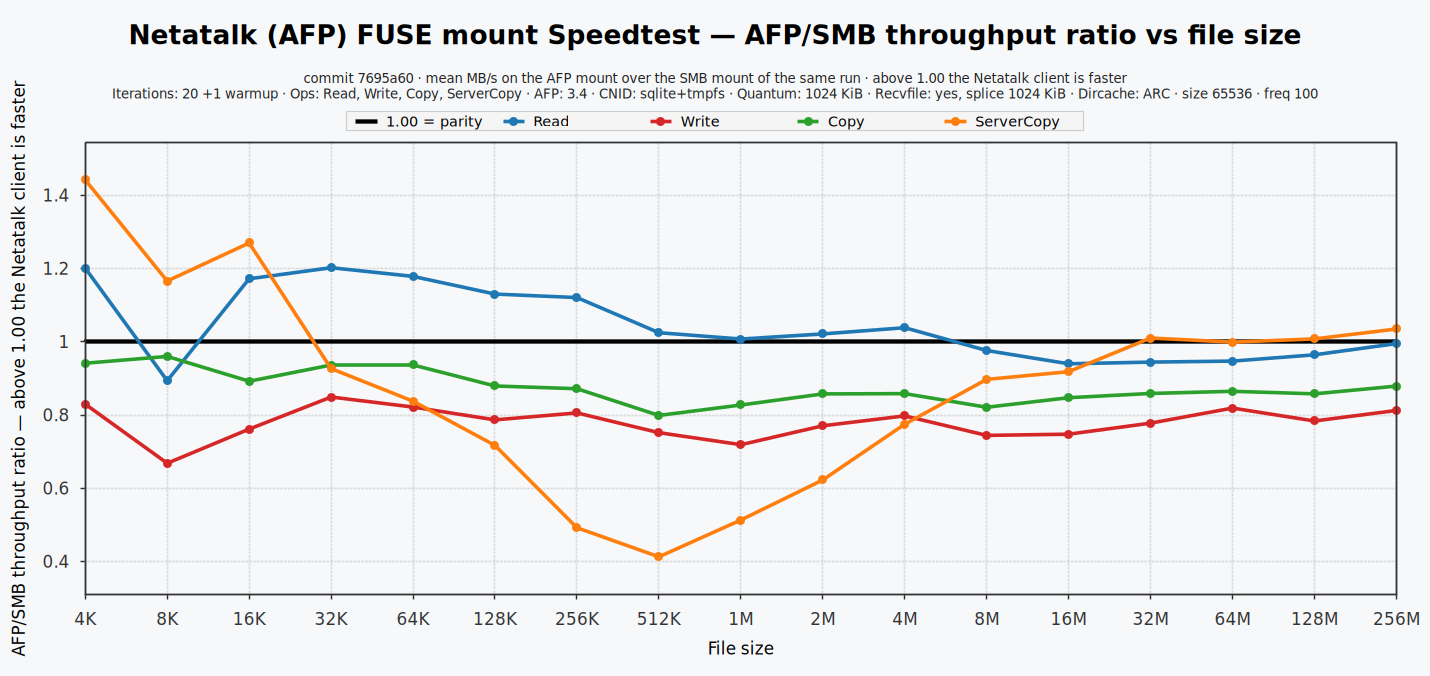 Netatalk (AFP) FUSE mount Speedtest — AFP/SMB throughput ratio vs file size
commit 7695a60 · mean MB/s on the AFP mount over the SMB mount of the same run · above 1.00 the Netatalk client is faster
Iterations: 20 +1 warmup · Ops: Read, Write, Copy, ServerCopy · AFP: 3.4 · CNID: sqlite+tmpfs · Quantum: 1024 KiB · Recvfile: yes, splice 1024 KiB · Dircache: ARC · size 65536 · freq 100
1.00 = parity Read Write Copy ServerCopy
AFP/SMB throughput ratio — above 1.00 the Netatalk client is faster
1.4
1.2
1
0.8
0.6
0.4
4K 8K 16K 32K 64K 128K 256K 512K 1M 2M 4M 8M 16M 32M 64M 128M 256M
File size